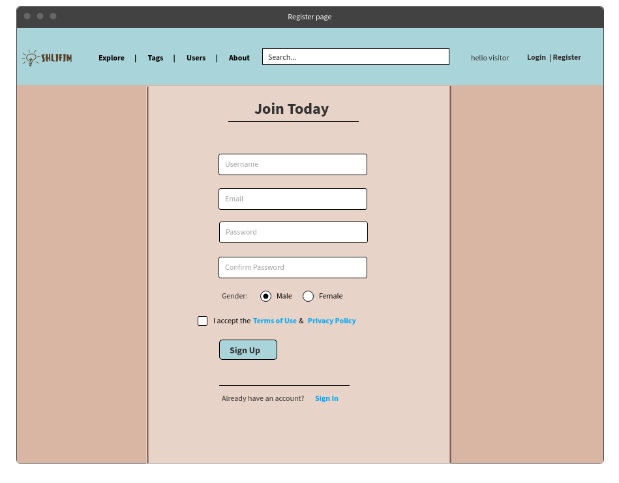 Register page
SHLIFIM Explore | Tags | Users | About Search... hello visitor Login | Register
Join Today
Username
Email
Password
Confirm Password
Gender: Male Female
I accept the Terms of Use & Privacy Policy
Sign Up
Already have an account? Sign In